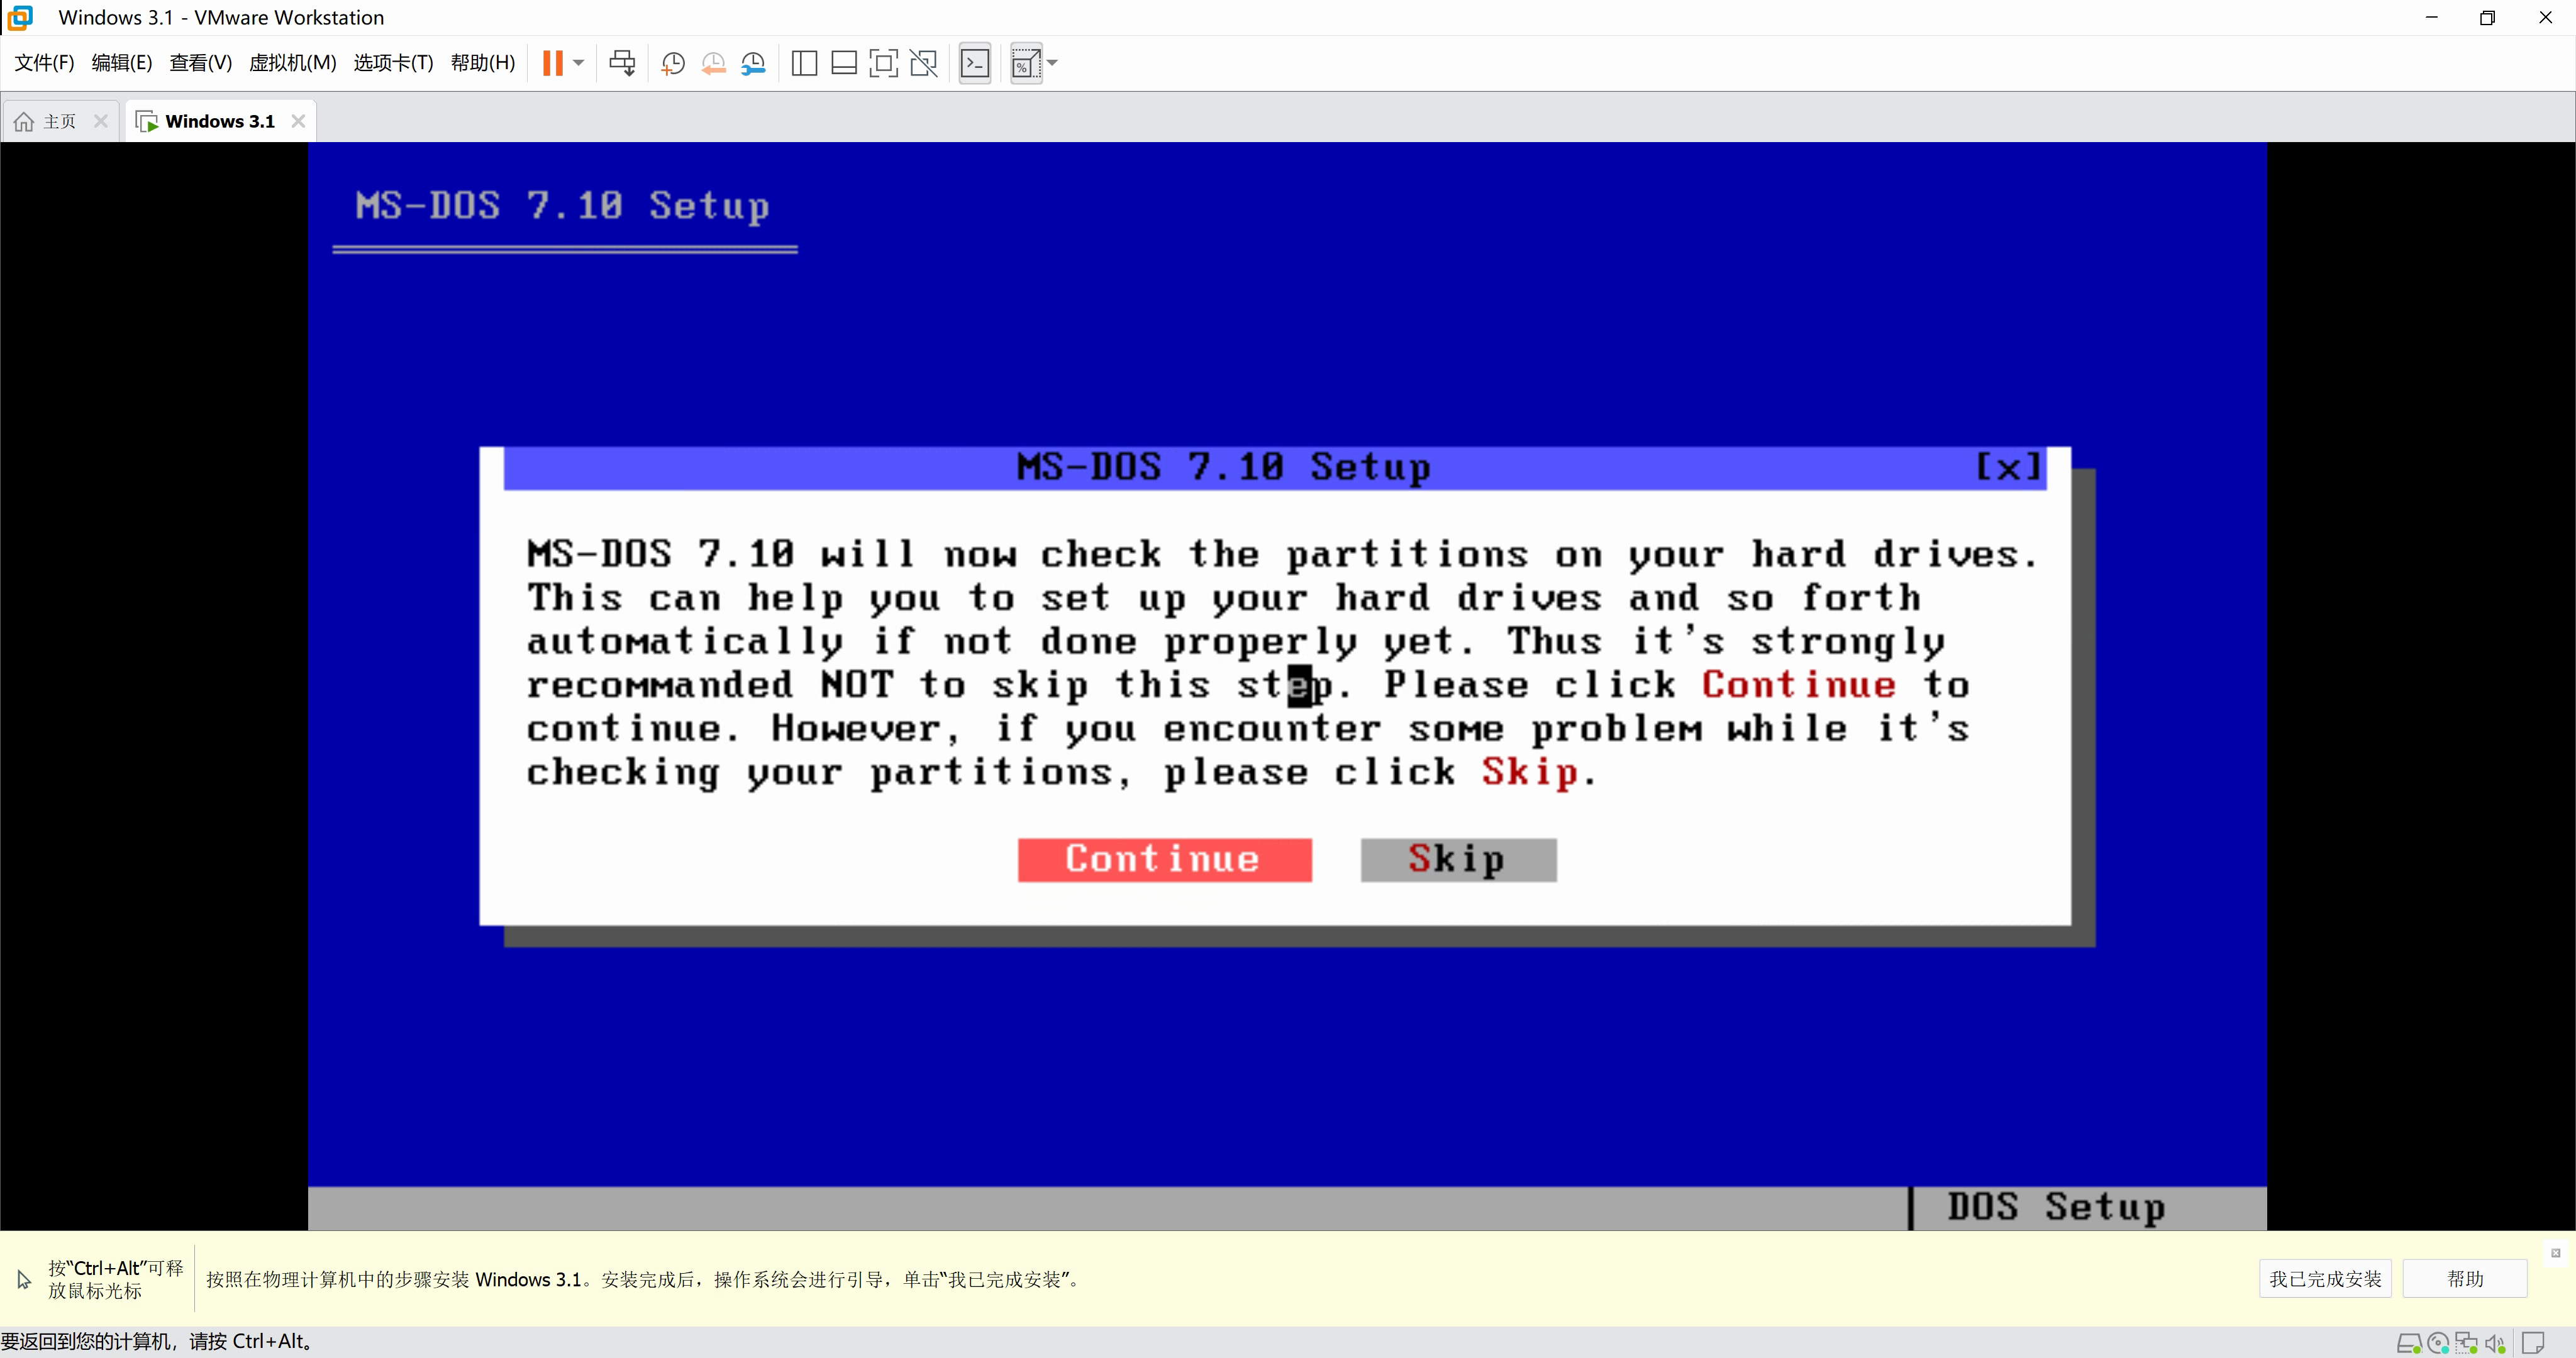 Windows 3.1 - VMware Workstation
文件(F) 编辑(E) 查看(V) 虚拟机(M) 选项卡(T) 帮助(H)
主页 Windows 3.1
MS-DOS 7.10 Setup
MS-DOS 7.10 Setup [x]
MS-DOS 7.10 will now check the partitions on your hard drives.
This can help you to set up your hard drives and so forth
automatically if not done properly yet. Thus it's strongly
recommanded NOT to skip this step. Please click Continue to
continue. However, if you encounter some problem while it's
checking your partitions, please click Skip.
Continue Skip
DOS Setup
按“Ctrl+Alt”可释
放鼠标光标
按照在物理计算机中的步骤安装 Windows 3.1。安装完成后，操作系统会进行引导，单击“我已完成安装”。
我已完成安装 帮助
要返回到您的计算机，请按 Ctrl+Alt。